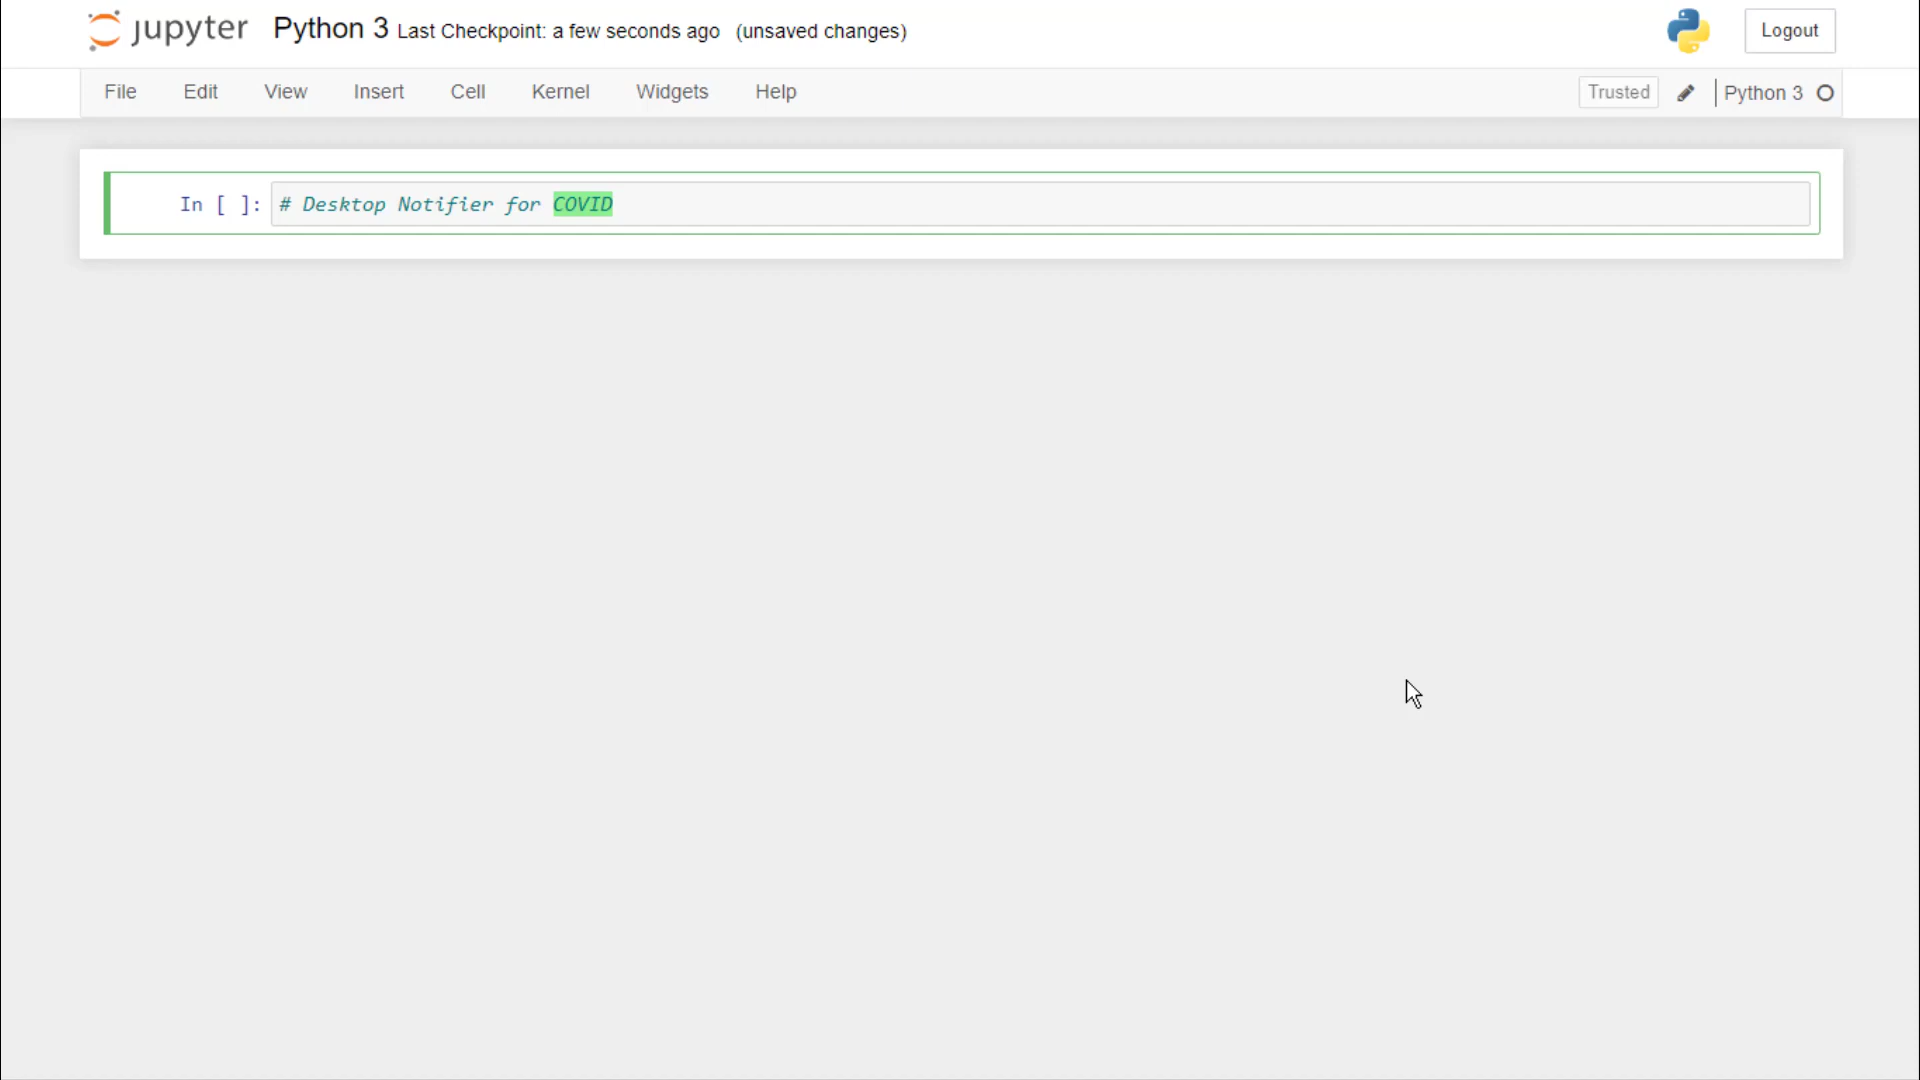 jupyter Python 3 Last Checkpoint: a few seconds ago (unsaved changes) Logout
File Edit View Insert Cell Kernel Widgets Help Trusted Python 3
In [ ]: # Desktop Notifier for COVID